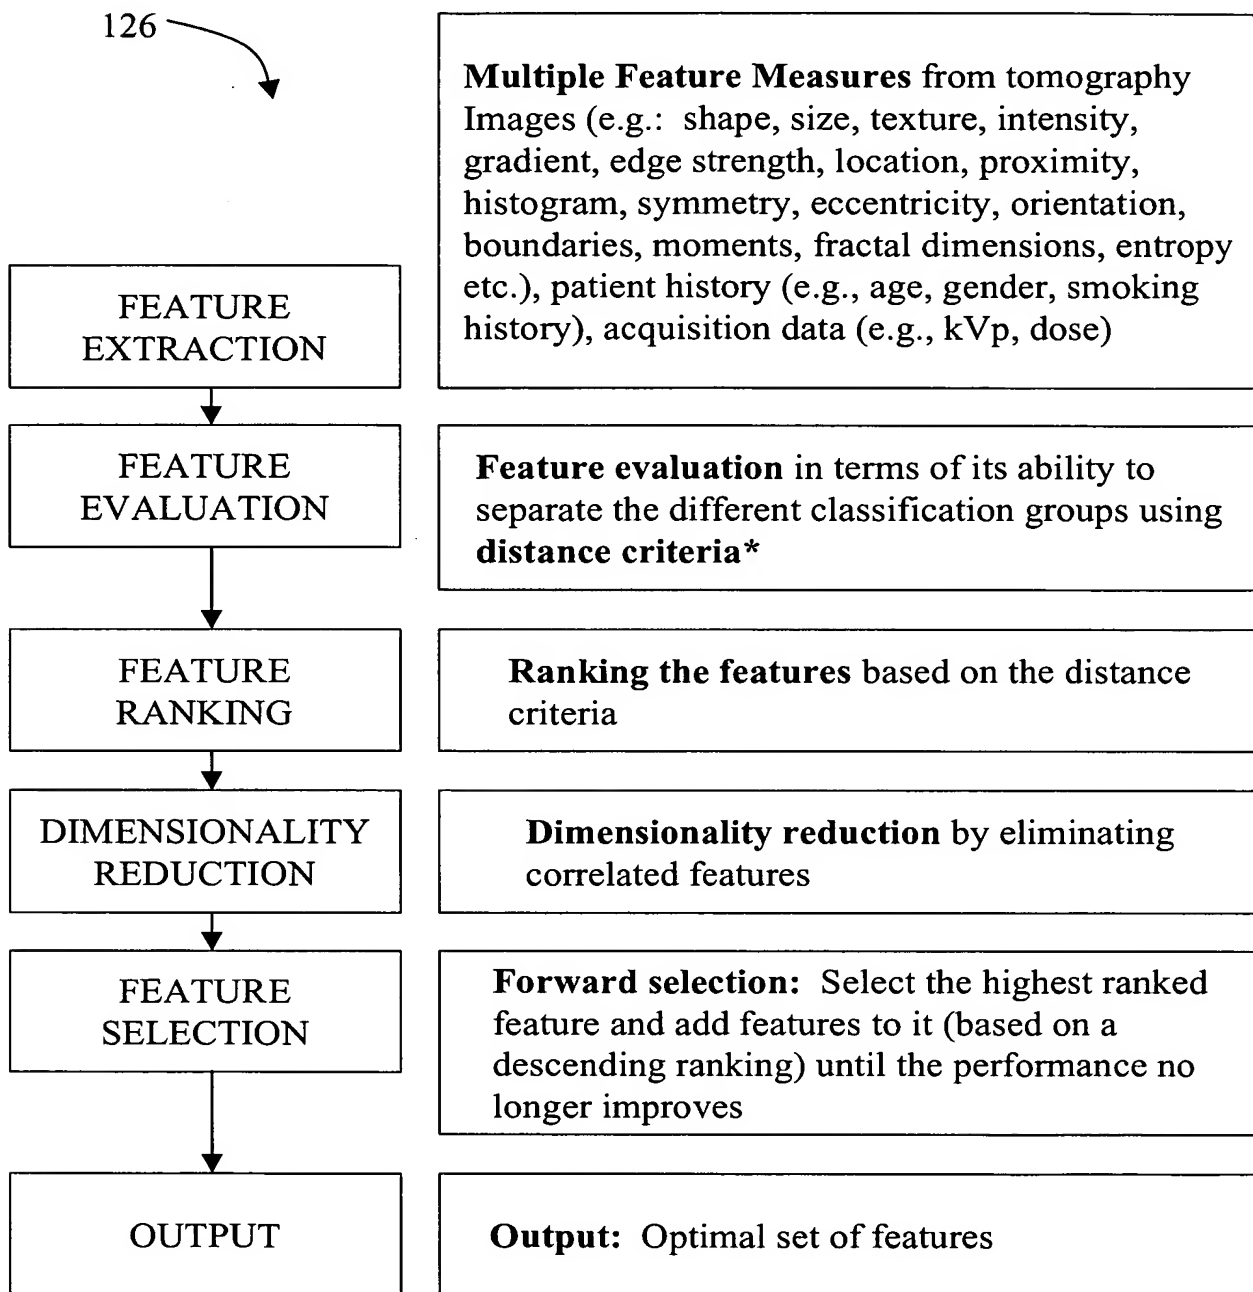 126
Multiple Feature Measures from tomography
Images (e.g.: shape, size, texture, intensity,
gradient, edge strength, location, proximity,
histogram, symmetry, eccentricity, orientation,
boundaries, moments, fractal dimensions, entropy
etc.), patient history (e.g., age, gender, smoking
history), acquisition data (e.g., kVp, dose)
FEATURE
EXTRACTION
FEATURE
EVALUATION
Feature evaluation in terms of its ability to
separate the different classification groups using
distance criteria*
FEATURE
RANKING
Ranking the features based on the distance
criteria
DIMENSIONALITY
REDUCTION
Dimensionality reduction by eliminating
correlated features
FEATURE
SELECTION
Forward selection: Select the highest ranked
feature and add features to it (based on a
descending ranking) until the performance no
longer improves
OUTPUT
Output: Optimal set of features